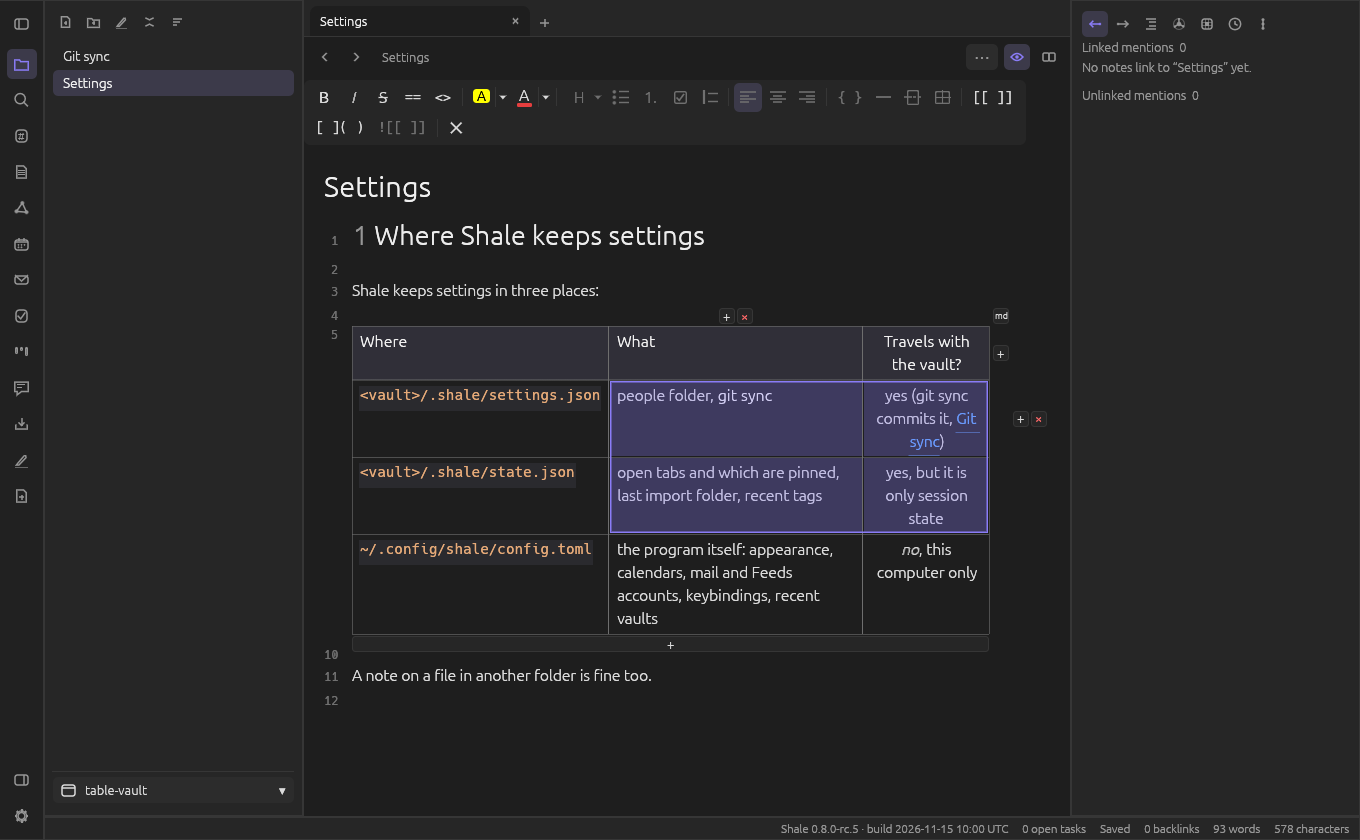 Git sync
Settings
table-vault
Settings
Settings
B I S == <> A A H 1. { } [[ ]]
[ ]( ) ![[ ]]
Settings
1 1 Where Shale keeps settings
2
3 Shale keeps settings in three places:
4
md
5
Where What Travels with
the vault?
<vault>/.shale/settings.json people folder, git sync yes (git sync
commits it, Git
sync)
<vault>/.shale/state.json open tabs and which are pinned, yes, but it is
last import folder, recent tags only session
state
~/.config/shale/config.toml the program itself: appearance, no, this
calendars, mail and Feeds computer only
accounts, keybindings, recent
vaults
10
11 A note on a file in another folder is fine too.
12
Linked mentions 0
No notes link to “Settings” yet.
Unlinked mentions 0
Shale 0.8.0-rc.5 · build 2026-11-15 10:00 UTC 0 open tasks Saved 0 backlinks 93 words 578 characters